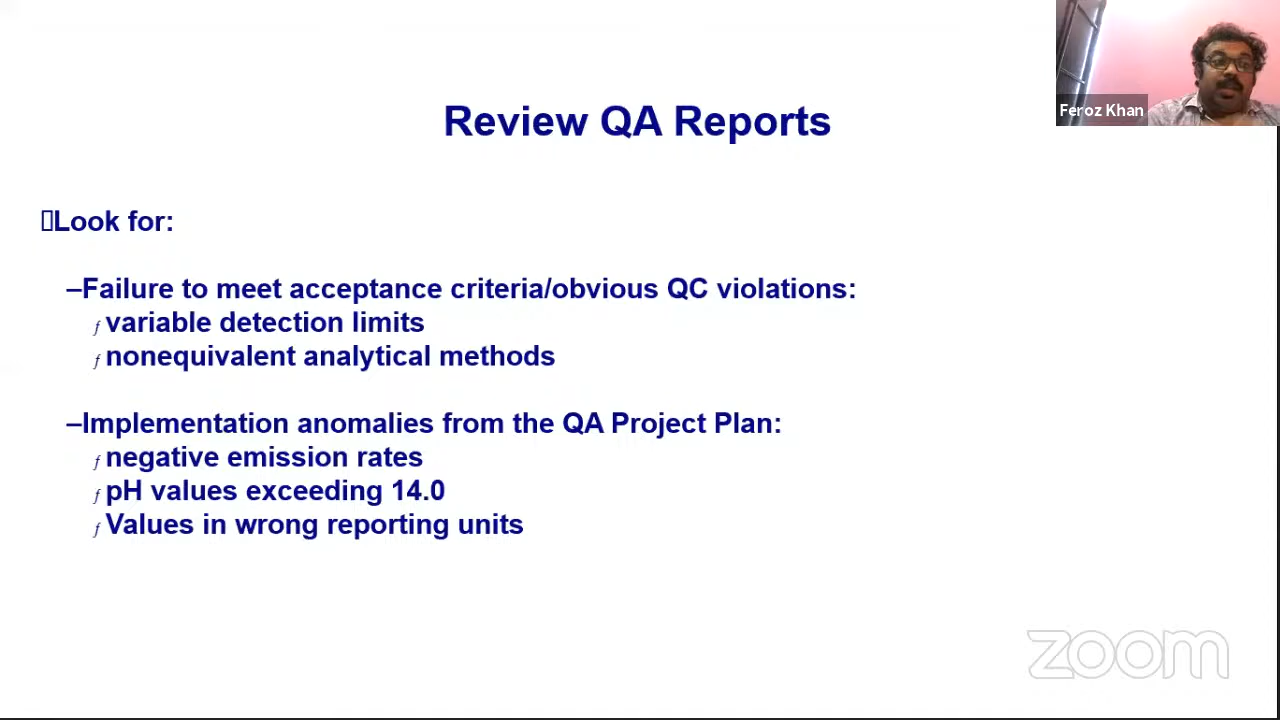 Review QA Reports
Feroz Khan
Look for:
–Failure to meet acceptance criteria/obvious QC violations:
ƒ variable detection limits
ƒ nonequivalent analytical methods
–Implementation anomalies from the QA Project Plan:
ƒ negative emission rates
ƒ pH values exceeding 14.0
ƒ Values in wrong reporting units
zoom